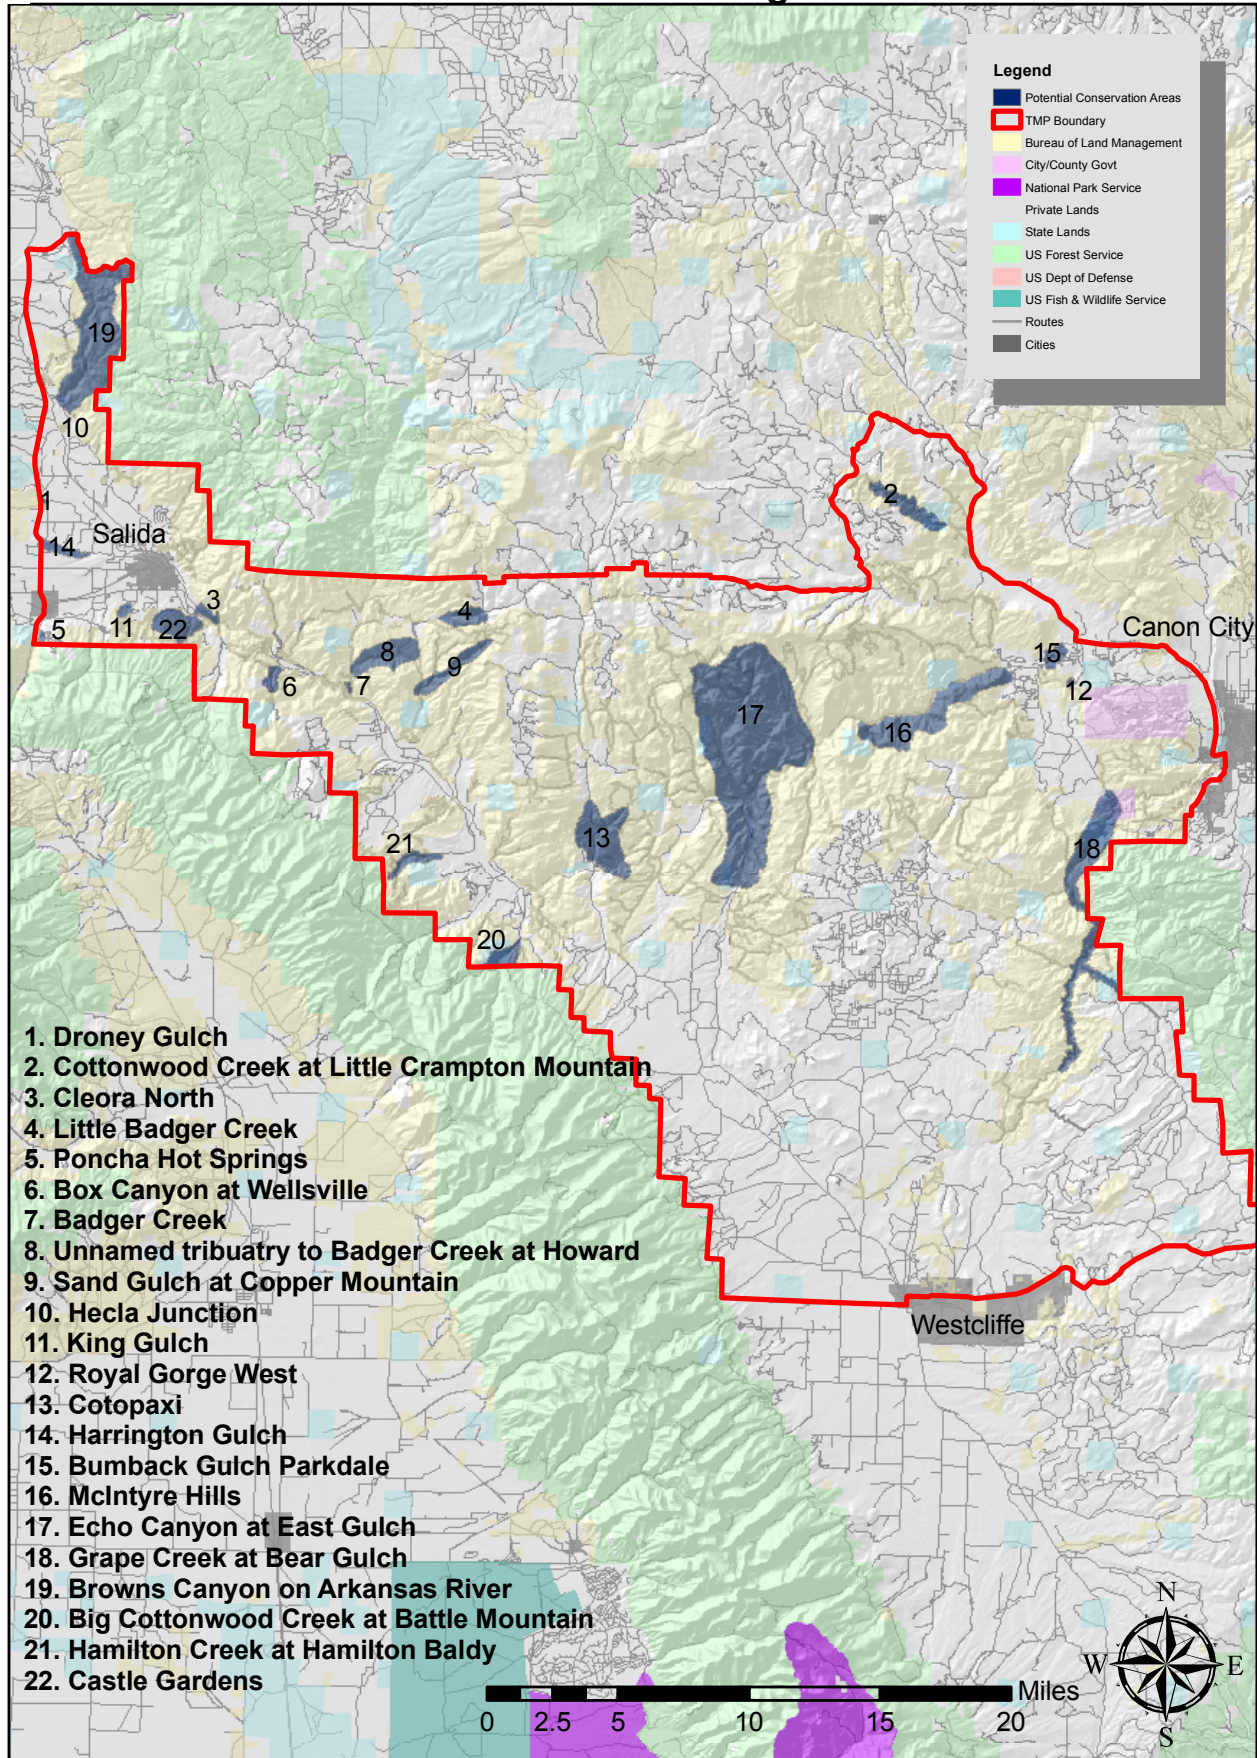 Legend
Potential Conservation Areas
TMP Boundary
Bureau of Land Management
City/County Govt
National Park Service
Private Lands
State Lands
US Forest Service
US Dept of Defense
US Fish & Wildlife Service
Routes
Cities
19
10
2
1
Salida
14
3
4
Canon City
5
11
22
8
9
15
6
7
12
17
16
13
21
18
20
1. Droney Gulch
2. Cottonwood Creek at Little Crampton Mountain
3. Cleora North
4. Little Badger Creek
5. Poncha Hot Springs
6. Box Canyon at Wellsville
7. Badger Creek
8. Unnamed tribuatry to Badger Creek at Howard
9. Sand Gulch at Copper Mountain
10. Hecla Junction
11. King Gulch
12. Royal Gorge West
13. Cotopaxi
14. Harrington Gulch
15. Bumback Gulch Parkdale
16. McIntyre Hills
17. Echo Canyon at East Gulch
18. Grape Creek at Bear Gulch
19. Browns Canyon on Arkansas River
20. Big Cottonwood Creek at Battle Mountain
21. Hamilton Creek at Hamilton Baldy
22. Castle Gardens
Westcliffe
N
W E
S
Miles
0 2.5 5 10 15 20